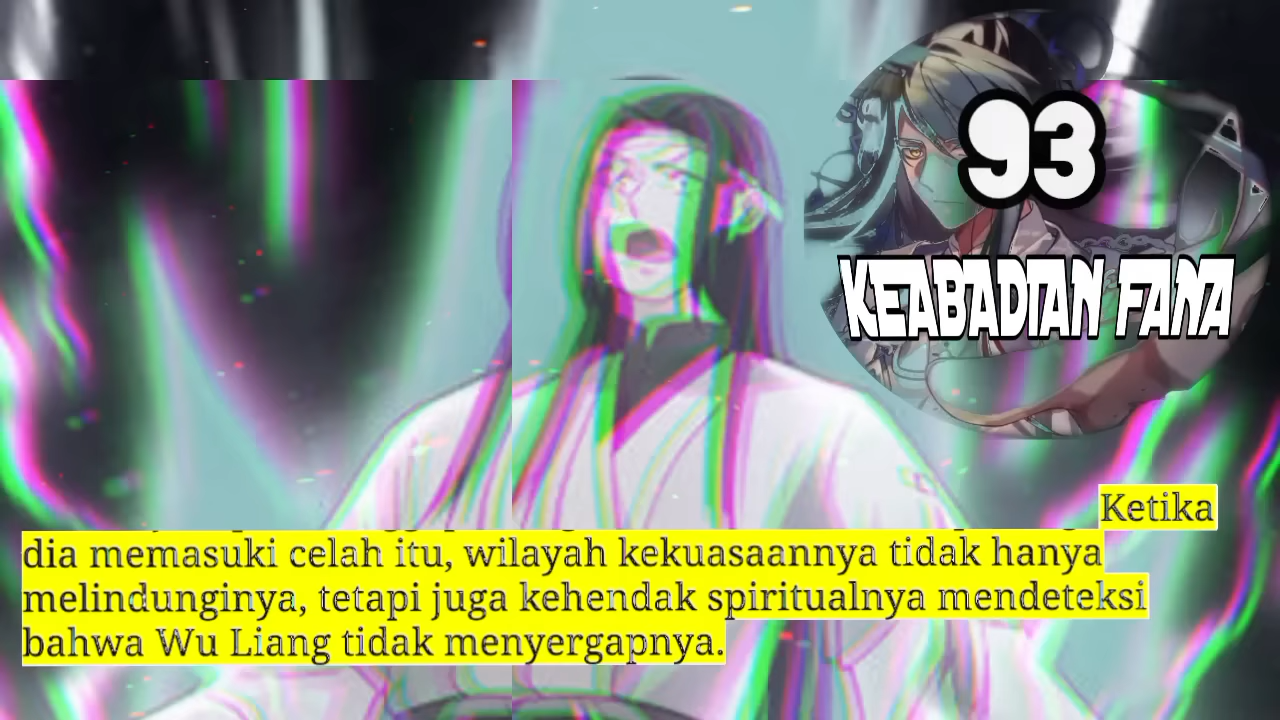 93
KEABADIAN FANA
Ketika
dia memasuki celah itu, wilayah kekuasaannya tidak hanya
melindunginya, tetapi juga kehendak spiritualnya mendeteksi
bahwa Wu Liang tidak menyergapnya.